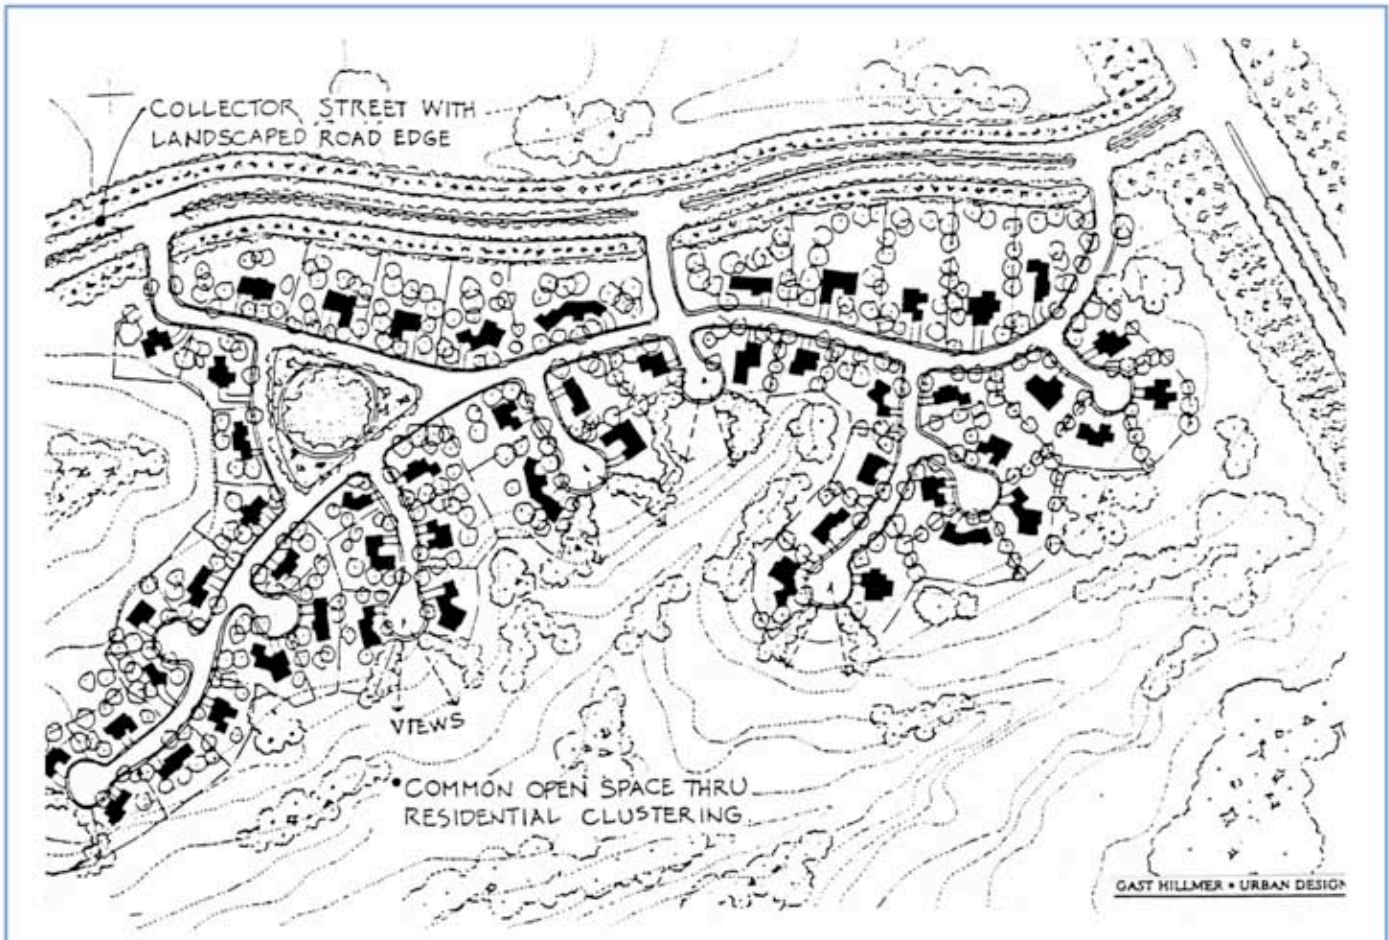 COLLECTOR STREET WITH
LANDSCAPED ROAD EDGE
VIEWS
COMMON OPEN SPACE THRU
RESIDENTIAL CLUSTERING
GAST HILLMER • URBAN DESIGN